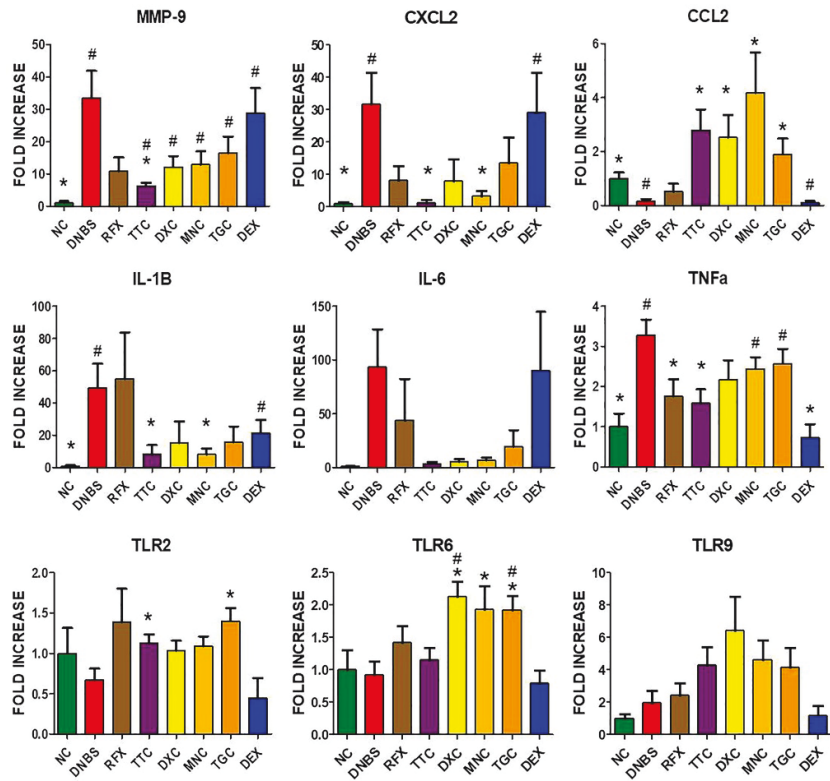 MMP-9
FOLD INCREASE
50
40
30
20
10
0
* # # * # # # #
NC DNBS RFX TTC DXC MNC TGC DEX
CXCL2
FOLD INCREASE
50
40
30
20
10
0
* # * * #
NC DNBS RFX TTC DXC MNC TGC DEX
CCL2
FOLD INCREASE
6
4
2
0
* # * * * * #
NC DNBS RFX TTC DXC MNC TGC DEX
IL-1B
FOLD INCREASE
100
80
60
40
20
0
* # * * #
NC DNBS RFX TTC DXC MNC TGC DEX
IL-6
FOLD INCREASE
150
100
50
0
NC DNBS RFX TTC DXC MNC TGC DEX
TNFa
FOLD INCREASE
4
3
2
1
0
* # * * # # *
NC DNBS RFX TTC DXC MNC TGC DEX
TLR2
FOLD INCREASE
2.0
1.5
1.0
0.5
0.0
* *
NC DNBS RFX TTC DXC MNC TGC DEX
TLR6
FOLD INCREASE
2.5
2.0
1.5
1.0
0.5
0.0
# * * # *
NC DNBS RFX TTC DXC MNC TGC DEX
TLR9
FOLD INCREASE
10
8
6
4
2
0
NC DNBS RFX TTC DXC MNC TGC DEX